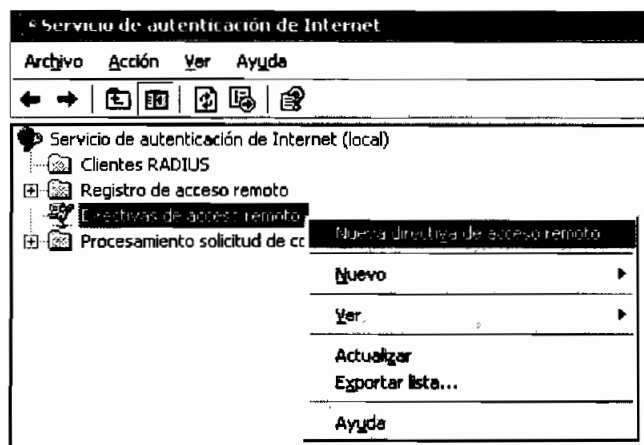 Servicio de autenticación de Internet
Archivo Acción Ver Ayuda
Servicio de autenticación de Internet (local)
Clientes RADIUS
Registro de acceso remoto
Directivas de acceso remoto
Nueva directiva de acceso remoto
Procesamiento solicitud de cc
Nuevo
Ver
Actualizar
Exportar lista...
Ayuda